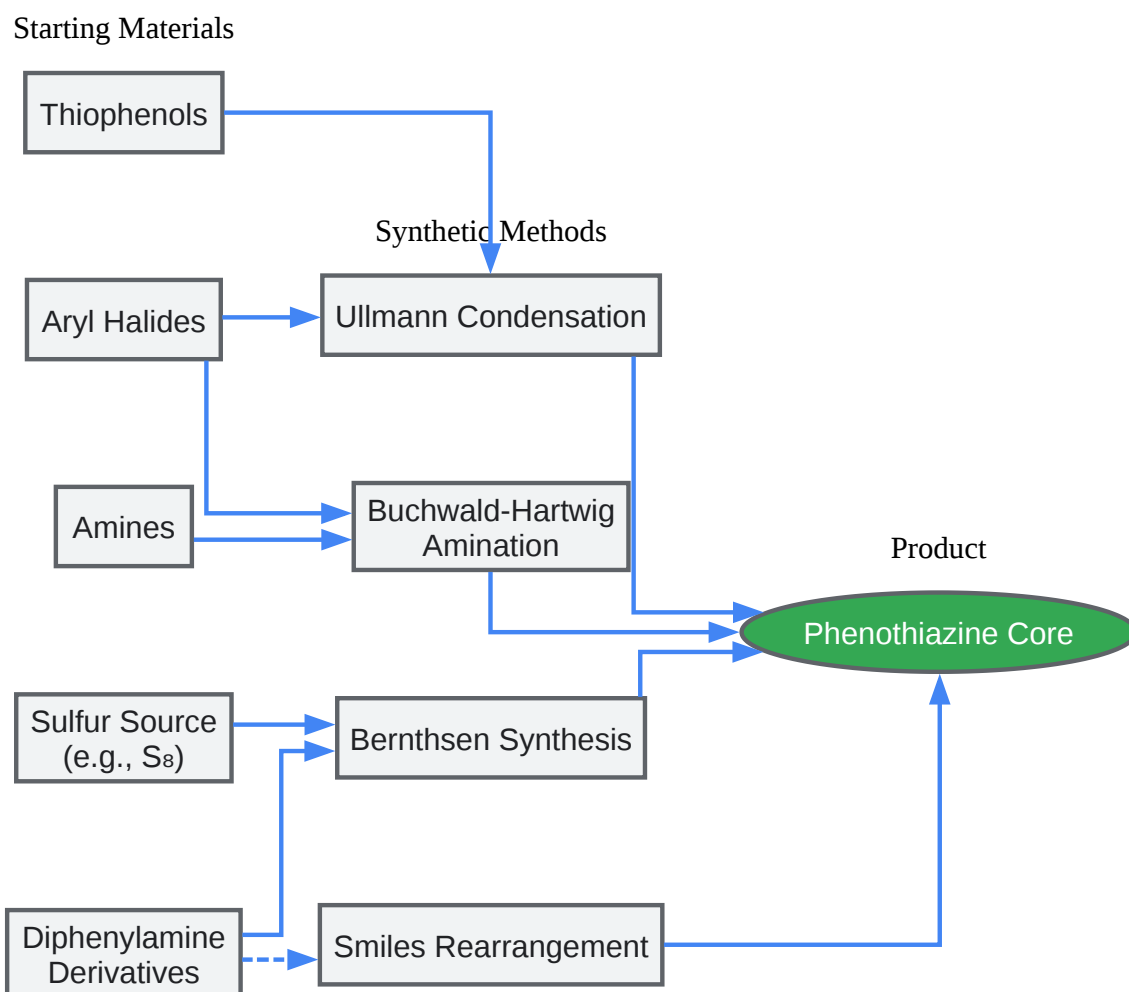 Starting Materials
Thiophenols
Synthetic Methods
Aryl Halides
Ullmann Condensation
Amines
Buchwald-Hartwig
Amination
Product
Phenothiazine Core
Sulfur Source
(e.g., S₈)
Bernthsen Synthesis
Diphenylamine
Derivatives
Smiles Rearrangement